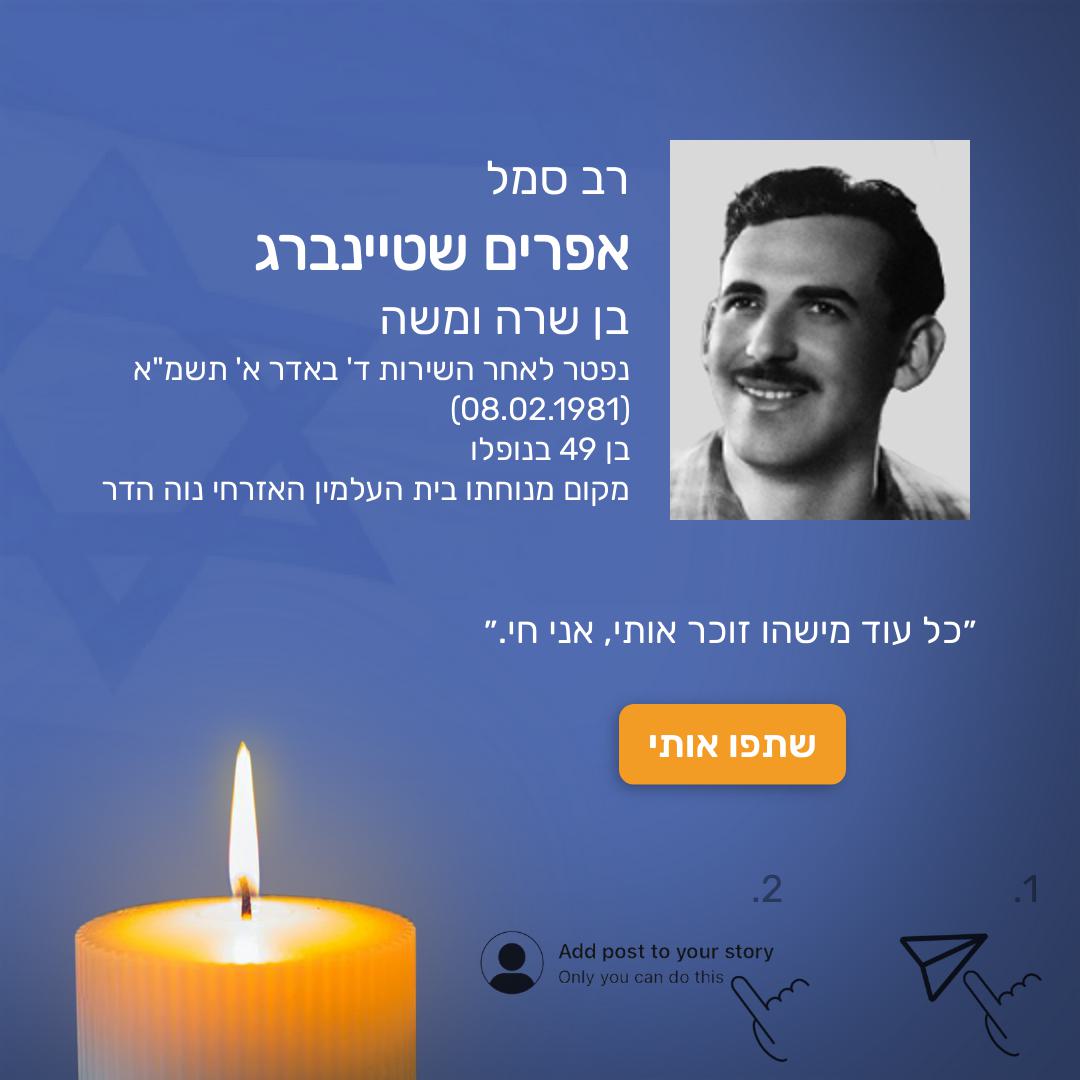 רב סמל
אפרים שטיינברג
בן שרה ומשה
נפטר לאחר השירות ד' באדר א' תשמ"א
(08.02.1981)
בן 49 בנופלו
מקום מנוחתו בית העלמין האזרחי נוה הדר
״כל עוד מישהו זוכר אותי, אני חי.״
שתפו אותי
1.
2.
Add post to your story
Only you can do this